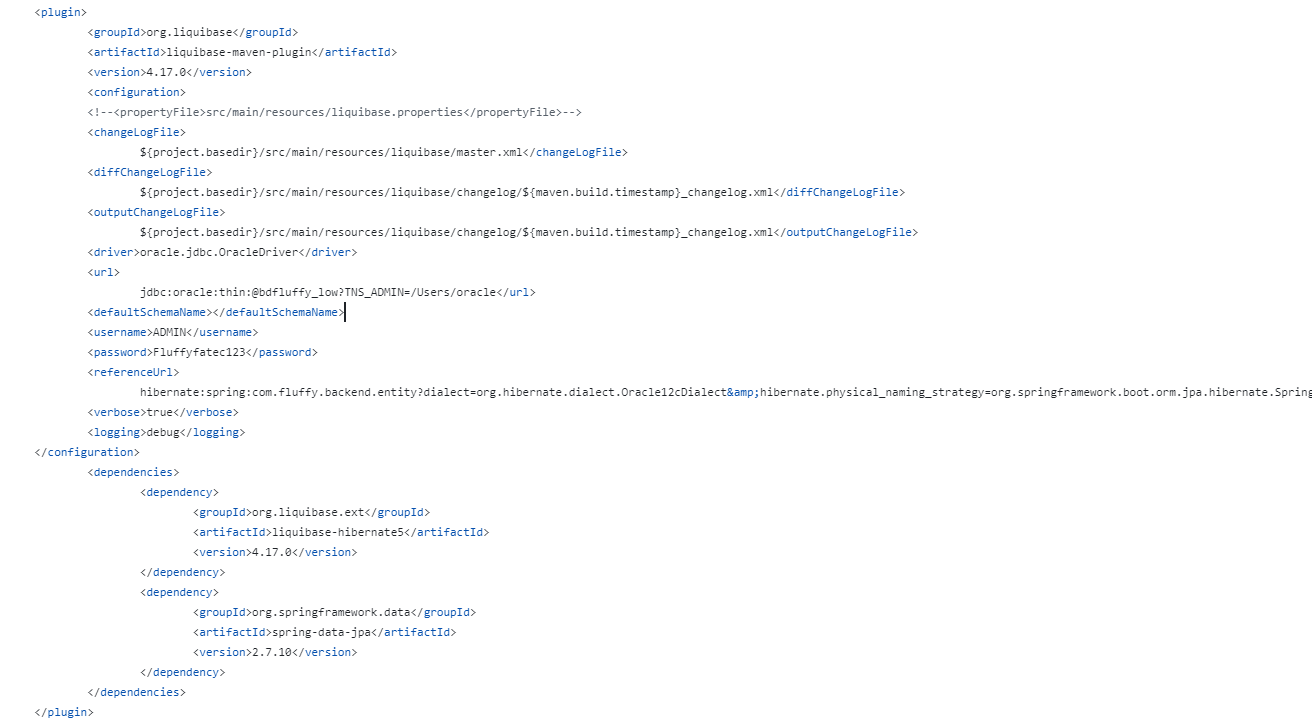 <plugin>
<groupId>org.liquibase</groupId>
<artifactId>liquibase-maven-plugin</artifactId>
<version>4.17.0</version>
<configuration>
<!--<propertyFile>src/main/resources/liquibase.properties</propertyFile>-->
<changeLogFile>
${project.basedir}/src/main/resources/liquibase/master.xml</changeLogFile>
<diffChangeLogFile>
${project.basedir}/src/main/resources/liquibase/changelog/${maven.build.timestamp}_changelog.xml</diffChangeLogFile>
<outputChangeLogFile>
${project.basedir}/src/main/resources/liquibase/changelog/${maven.build.timestamp}_changelog.xml</outputChangeLogFile>
<driver>oracle.jdbc.OracleDriver</driver>
<url>
jdbc:oracle:thin:@bdfluffy_low?TNS_ADMIN=/Users/oracle</url>
<defaultSchemaName></defaultSchemaName>
<username>ADMIN</username>
<password>Fluffyfatec123</password>
<referenceUrl>
hibernate:spring:com.fluffy.backend.entity?dialect=org.hibernate.dialect.Oracle12cDialect&amp;hibernate.physical_naming_strategy=org.springframework.boot.orm.jpa.hibernate.Spring
<verbose>true</verbose>
<logging>debug</logging>
</configuration>
<dependencies>
<dependency>
<groupId>org.liquibase.ext</groupId>
<artifactId>liquibase-hibernate5</artifactId>
<version>4.17.0</version>
</dependency>
<dependency>
<groupId>org.springframework.data</groupId>
<artifactId>spring-data-jpa</artifactId>
<version>2.7.10</version>
</dependency>
</dependencies>
</plugin>